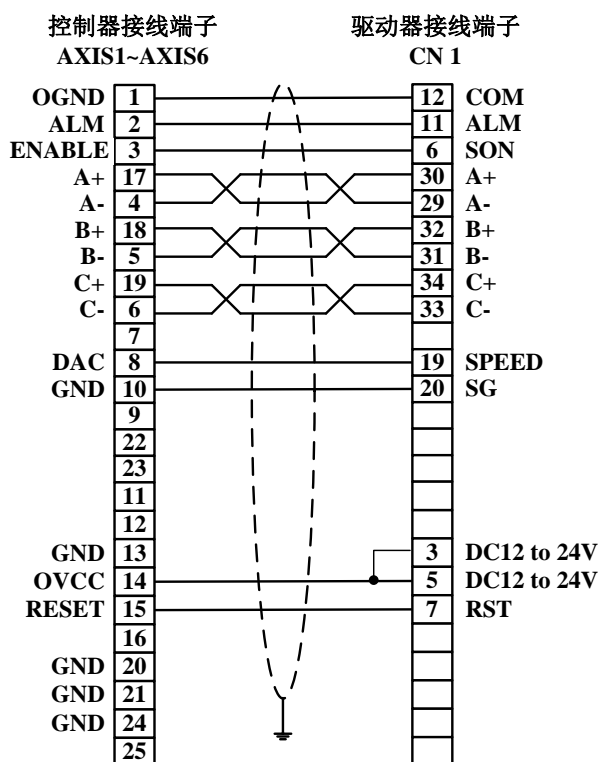 控制器接线端子 驱动器接线端子
AXIS1~AXIS6 CN 1
OGND 1 12 COM
ALM 2 11 ALM
ENABLE 3 6 SON
A+ 17 30 A+
A- 4 29 A-
B+ 18 32 B+
B- 5 31 B-
C+ 19 34 C+
C- 6 33 C-
7
DAC 8 19 SPEED
GND 10 20 SG
9
22
23
11
12
GND 13 3 DC12 to 24V
OVCC 14 5 DC12 to 24V
RESET 15 7 RST
16
GND 20
GND 21
GND 24
25